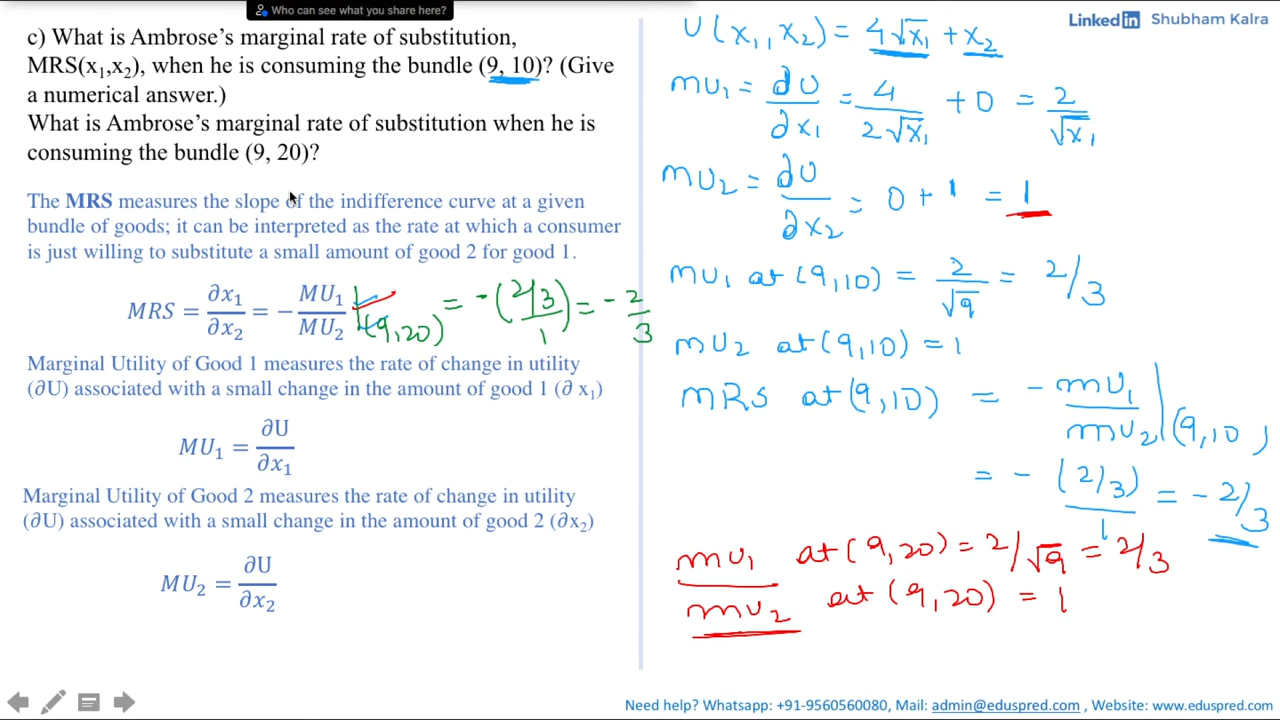 Who can see what you share here?
Linked in Shubham Kalra
c) What is Ambrose's marginal rate of substitution,
MRS(x₁,x₂), when he is consuming the bundle (9, 10)? (Give
a numerical answer.)
What is Ambrose's marginal rate of substitution when he is
consuming the bundle (9, 20)?
The MRS measures the slope of the indifference curve at a given
bundle of goods; it can be interpreted as the rate at which a consumer
is just willing to substitute a small amount of good 2 for good 1.
MRS = ∂x₁/∂x₂ = − MU₁/MU₂ |(9,20) = -(2/3)/1 = -2/3
Marginal Utility of Good 1 measures the rate of change in utility
(∂U) associated with a small change in the amount of good 1 (∂ x₁)
MU₁ = ∂U/∂x₁
Marginal Utility of Good 2 measures the rate of change in utility
(∂U) associated with a small change in the amount of good 2 (∂x₂)
MU₂ = ∂U/∂x₂
U(x₁,x₂) = 4√x₁ + x₂
MU₁ = ∂U/∂x₁ = 4/2√x₁ + 0 = 2/√x₁
MU₂ = ∂U/∂x₂ = 0 + 1 = 1
MU₁ at (9,10) = 2/√9 = 2/3
MU₂ at (9,10) = 1
MRS at (9,10) = - MU₁/MU₂ |(9,10)
= - (2/3)/1 = - 2/3
MU₁ at (9,20) = 2/√9 = 2/3
MU₂ at (9,20) = 1
Need help? Whatsapp: +91-9560560080, Mail: admin@eduspred.com, Website: www.eduspred.com